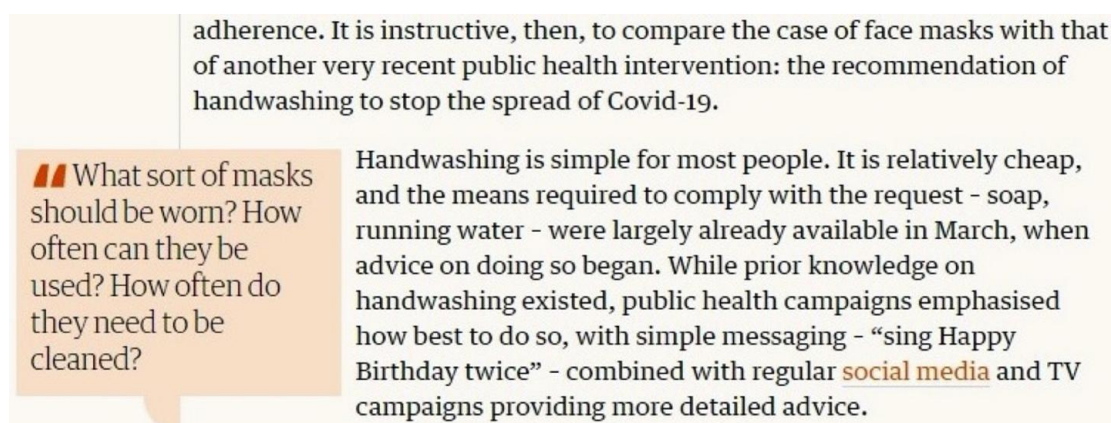 adherence. It is instructive, then, to compare the case of face masks with that
of another very recent public health intervention: the recommendation of
handwashing to stop the spread of Covid-19.
What sort of masks
should be worn? How
often can they be
used? How often do
they need to be
cleaned?
Handwashing is simple for most people. It is relatively cheap,
and the means required to comply with the request – soap,
running water – were largely already available in March, when
advice on doing so began. While prior knowledge on
handwashing existed, public health campaigns emphasised
how best to do so, with simple messaging – “sing Happy
Birthday twice” – combined with regular social media and TV
campaigns providing more detailed advice.